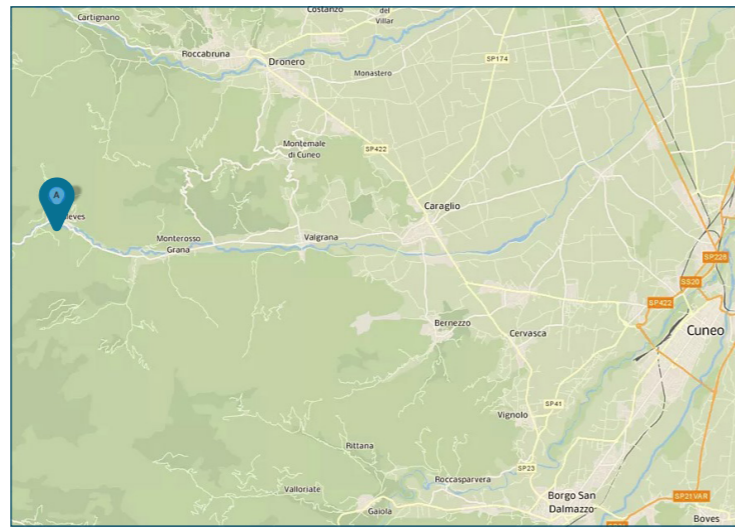 Cartignano
Costanzo
del
Villar
Roccabruna
Dronero
Monastero
SP174
Montemale
di Cuneo
SP422
A
ieves
Caraglio
Monterosso
Grana
Valgrana
SP228
SS20
SP422
Cuneo
Bernezzo
Cervasca
SP41
Vignolo
Rittana
SP23
Roccasparvera
Valloriate
Borgo San
Dalmazzo
SP21VAR
Gaiola
Boves